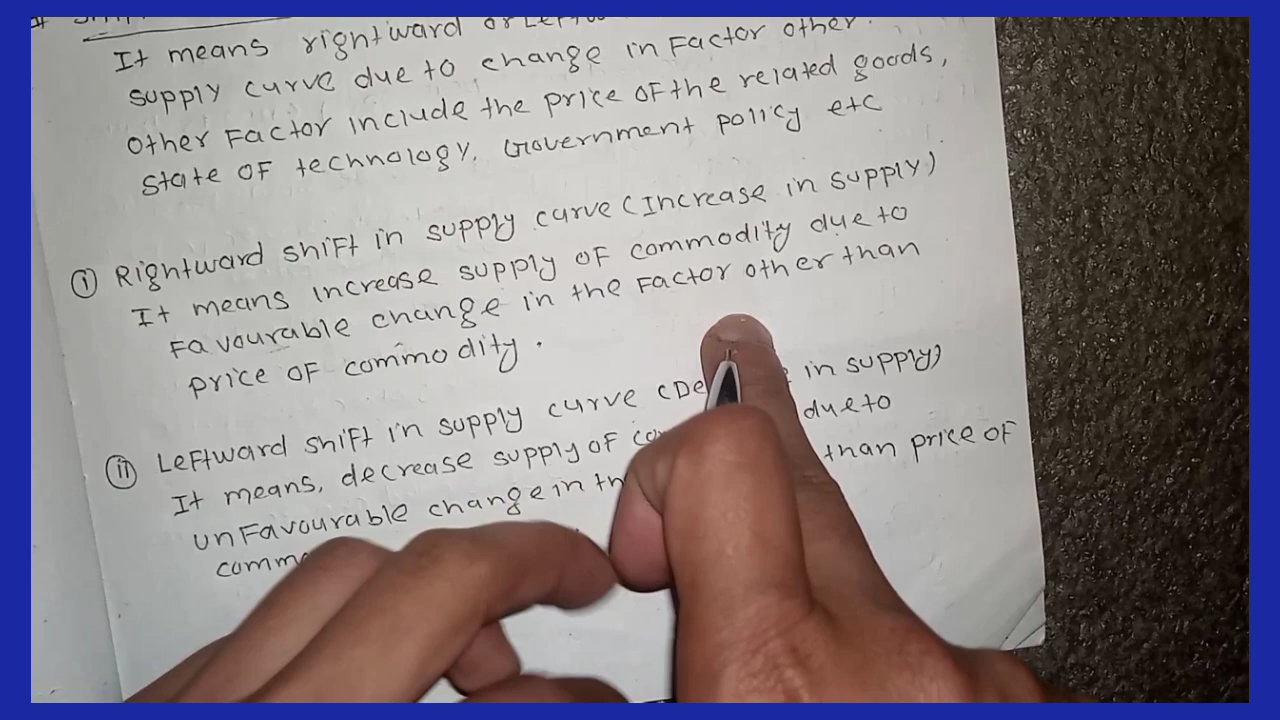 It means rightward or
supply curve due to change in Factor other
other Factor include the price of the related goods,
state of technology, Government policy etc
(i) Rightward shift in supply curve (Increase in supply)
It means increase supply of commodity due to
Favourable change in the Factor other than
price of commodity.
(ii) Leftward shift in supply curve (De in supply)
It means, decrease supply of due to
unFavourable change in than price of